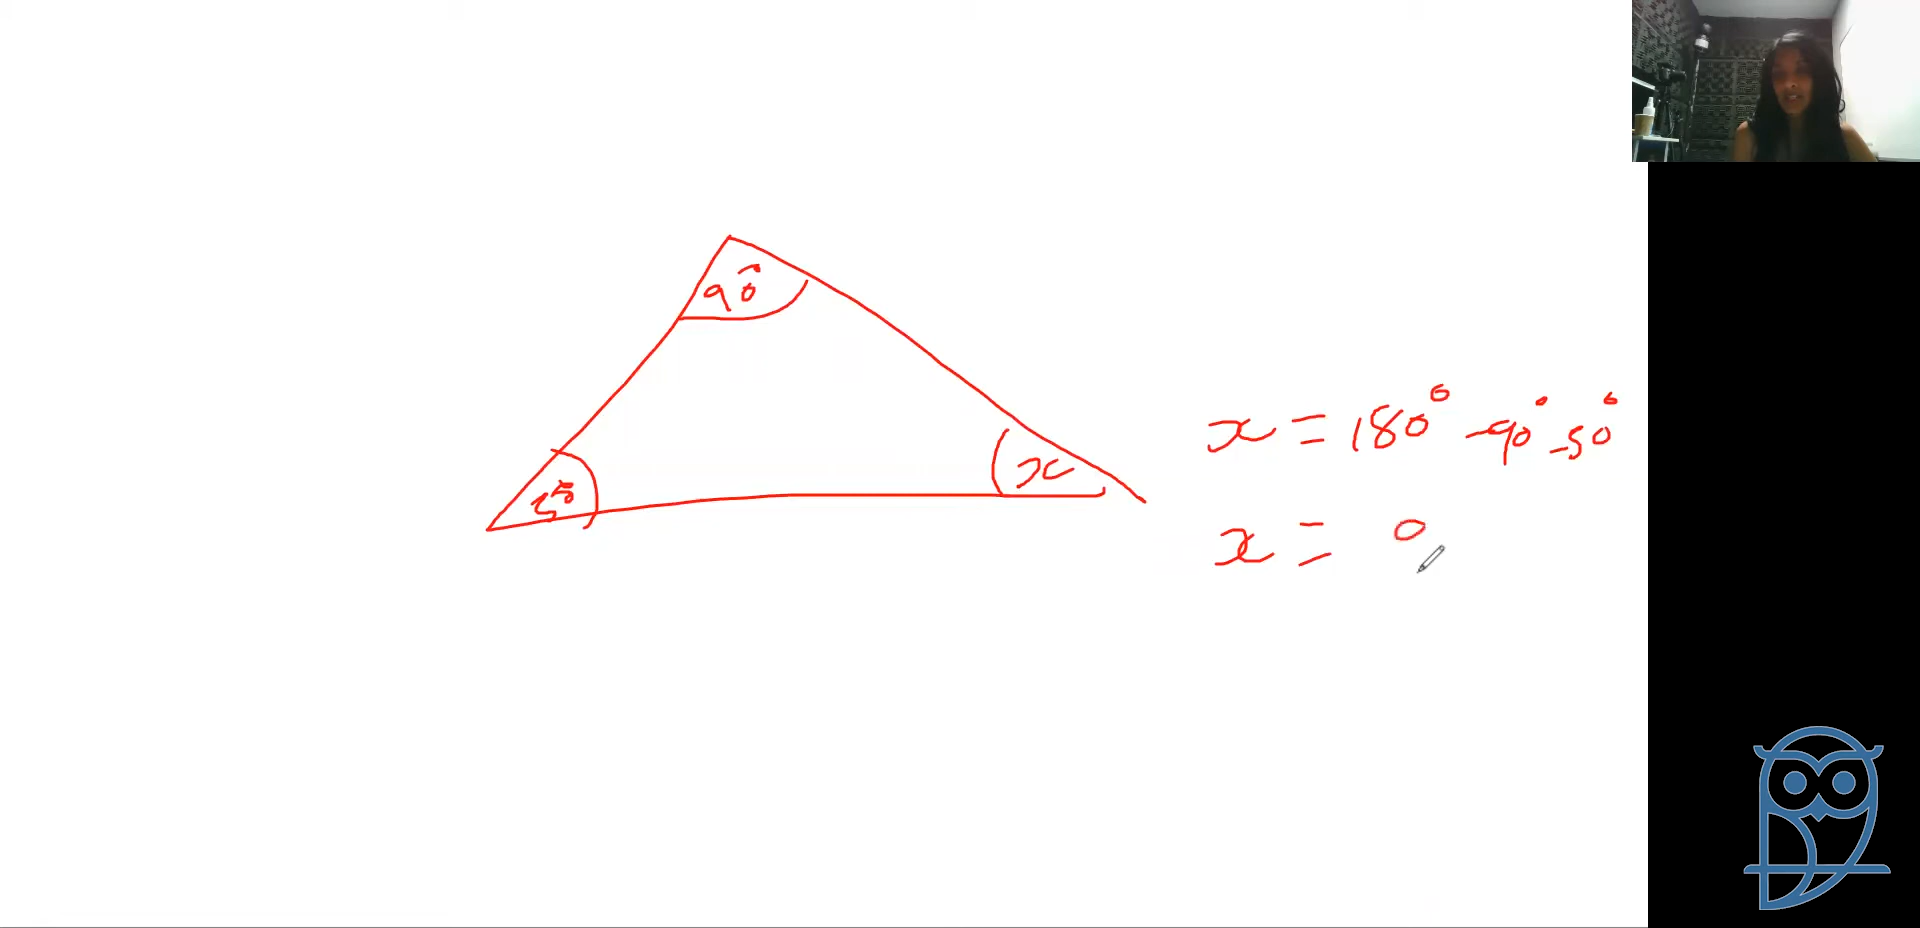 90°
50°
x
x = 180° - 90° - 50°
x = 0